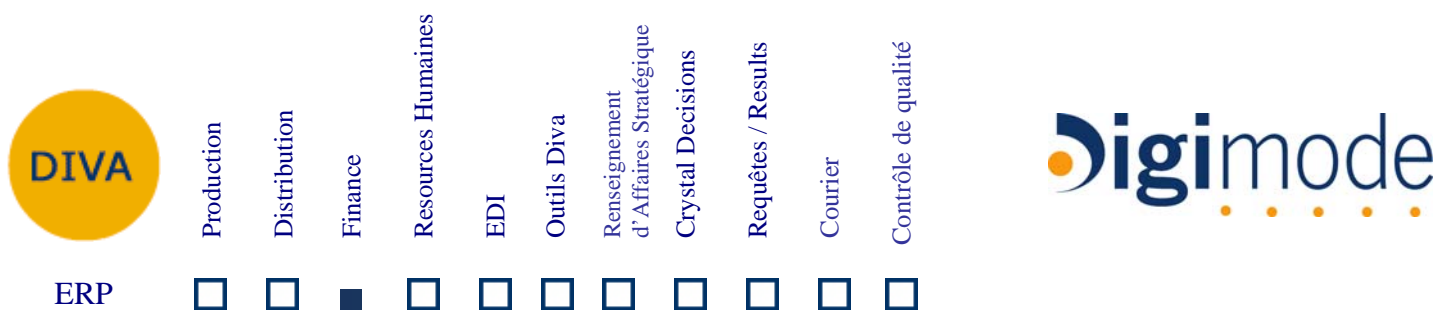 DIVA
ERP
Production
Distribution
Finance
Resources Humaines
EDI
Outils Diva
Renseignement
d'Affaires Stratégique
Crystal Decisions
Requêtes / Results
Courier
Contrôle de qualité
Digimode